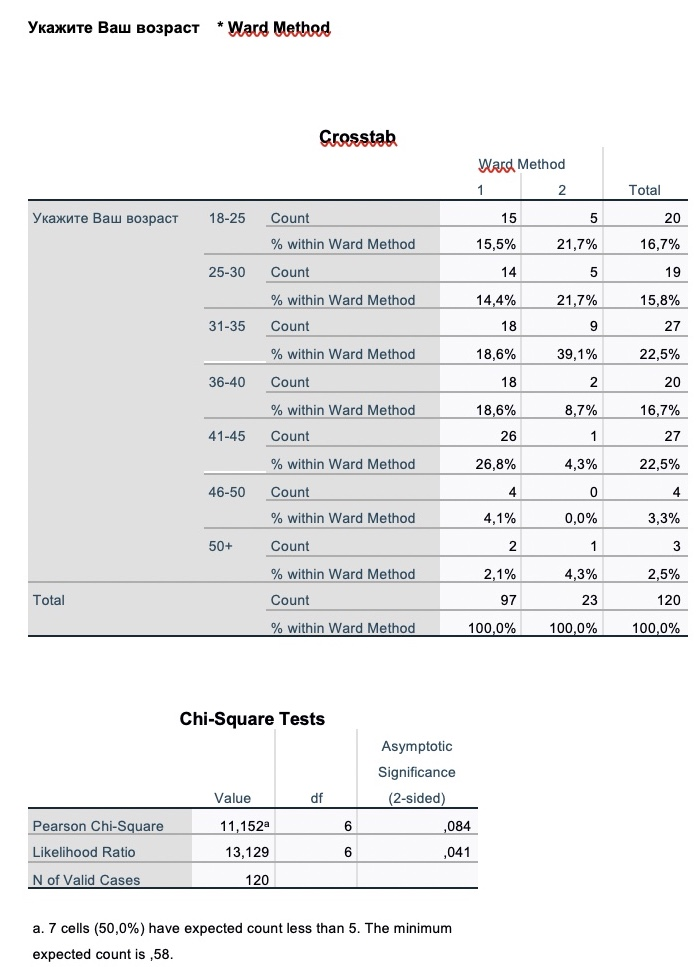 Укажите Ваш возраст * Ward Method
Crosstab
Ward Method
1 2 Total
Укажите Ваш возраст 18-25 Count 15 5 20
% within Ward Method 15,5% 21,7% 16,7%
25-30 Count 14 5 19
% within Ward Method 14,4% 21,7% 15,8%
31-35 Count 18 9 27
% within Ward Method 18,6% 39,1% 22,5%
36-40 Count 18 2 20
% within Ward Method 18,6% 8,7% 16,7%
41-45 Count 26 1 27
% within Ward Method 26,8% 4,3% 22,5%
46-50 Count 4 0 4
% within Ward Method 4,1% 0,0% 3,3%
50+ Count 2 1 3
% within Ward Method 2,1% 4,3% 2,5%
Total Count 97 23 120
% within Ward Method 100,0% 100,0% 100,0%
Chi-Square Tests
Asymptotic
Significance
Value df (2-sided)
Pearson Chi-Square 11,152ª 6 ,084
Likelihood Ratio 13,129 6 ,041
N of Valid Cases 120
a. 7 cells (50,0%) have expected count less than 5. The minimum
expected count is ,58.